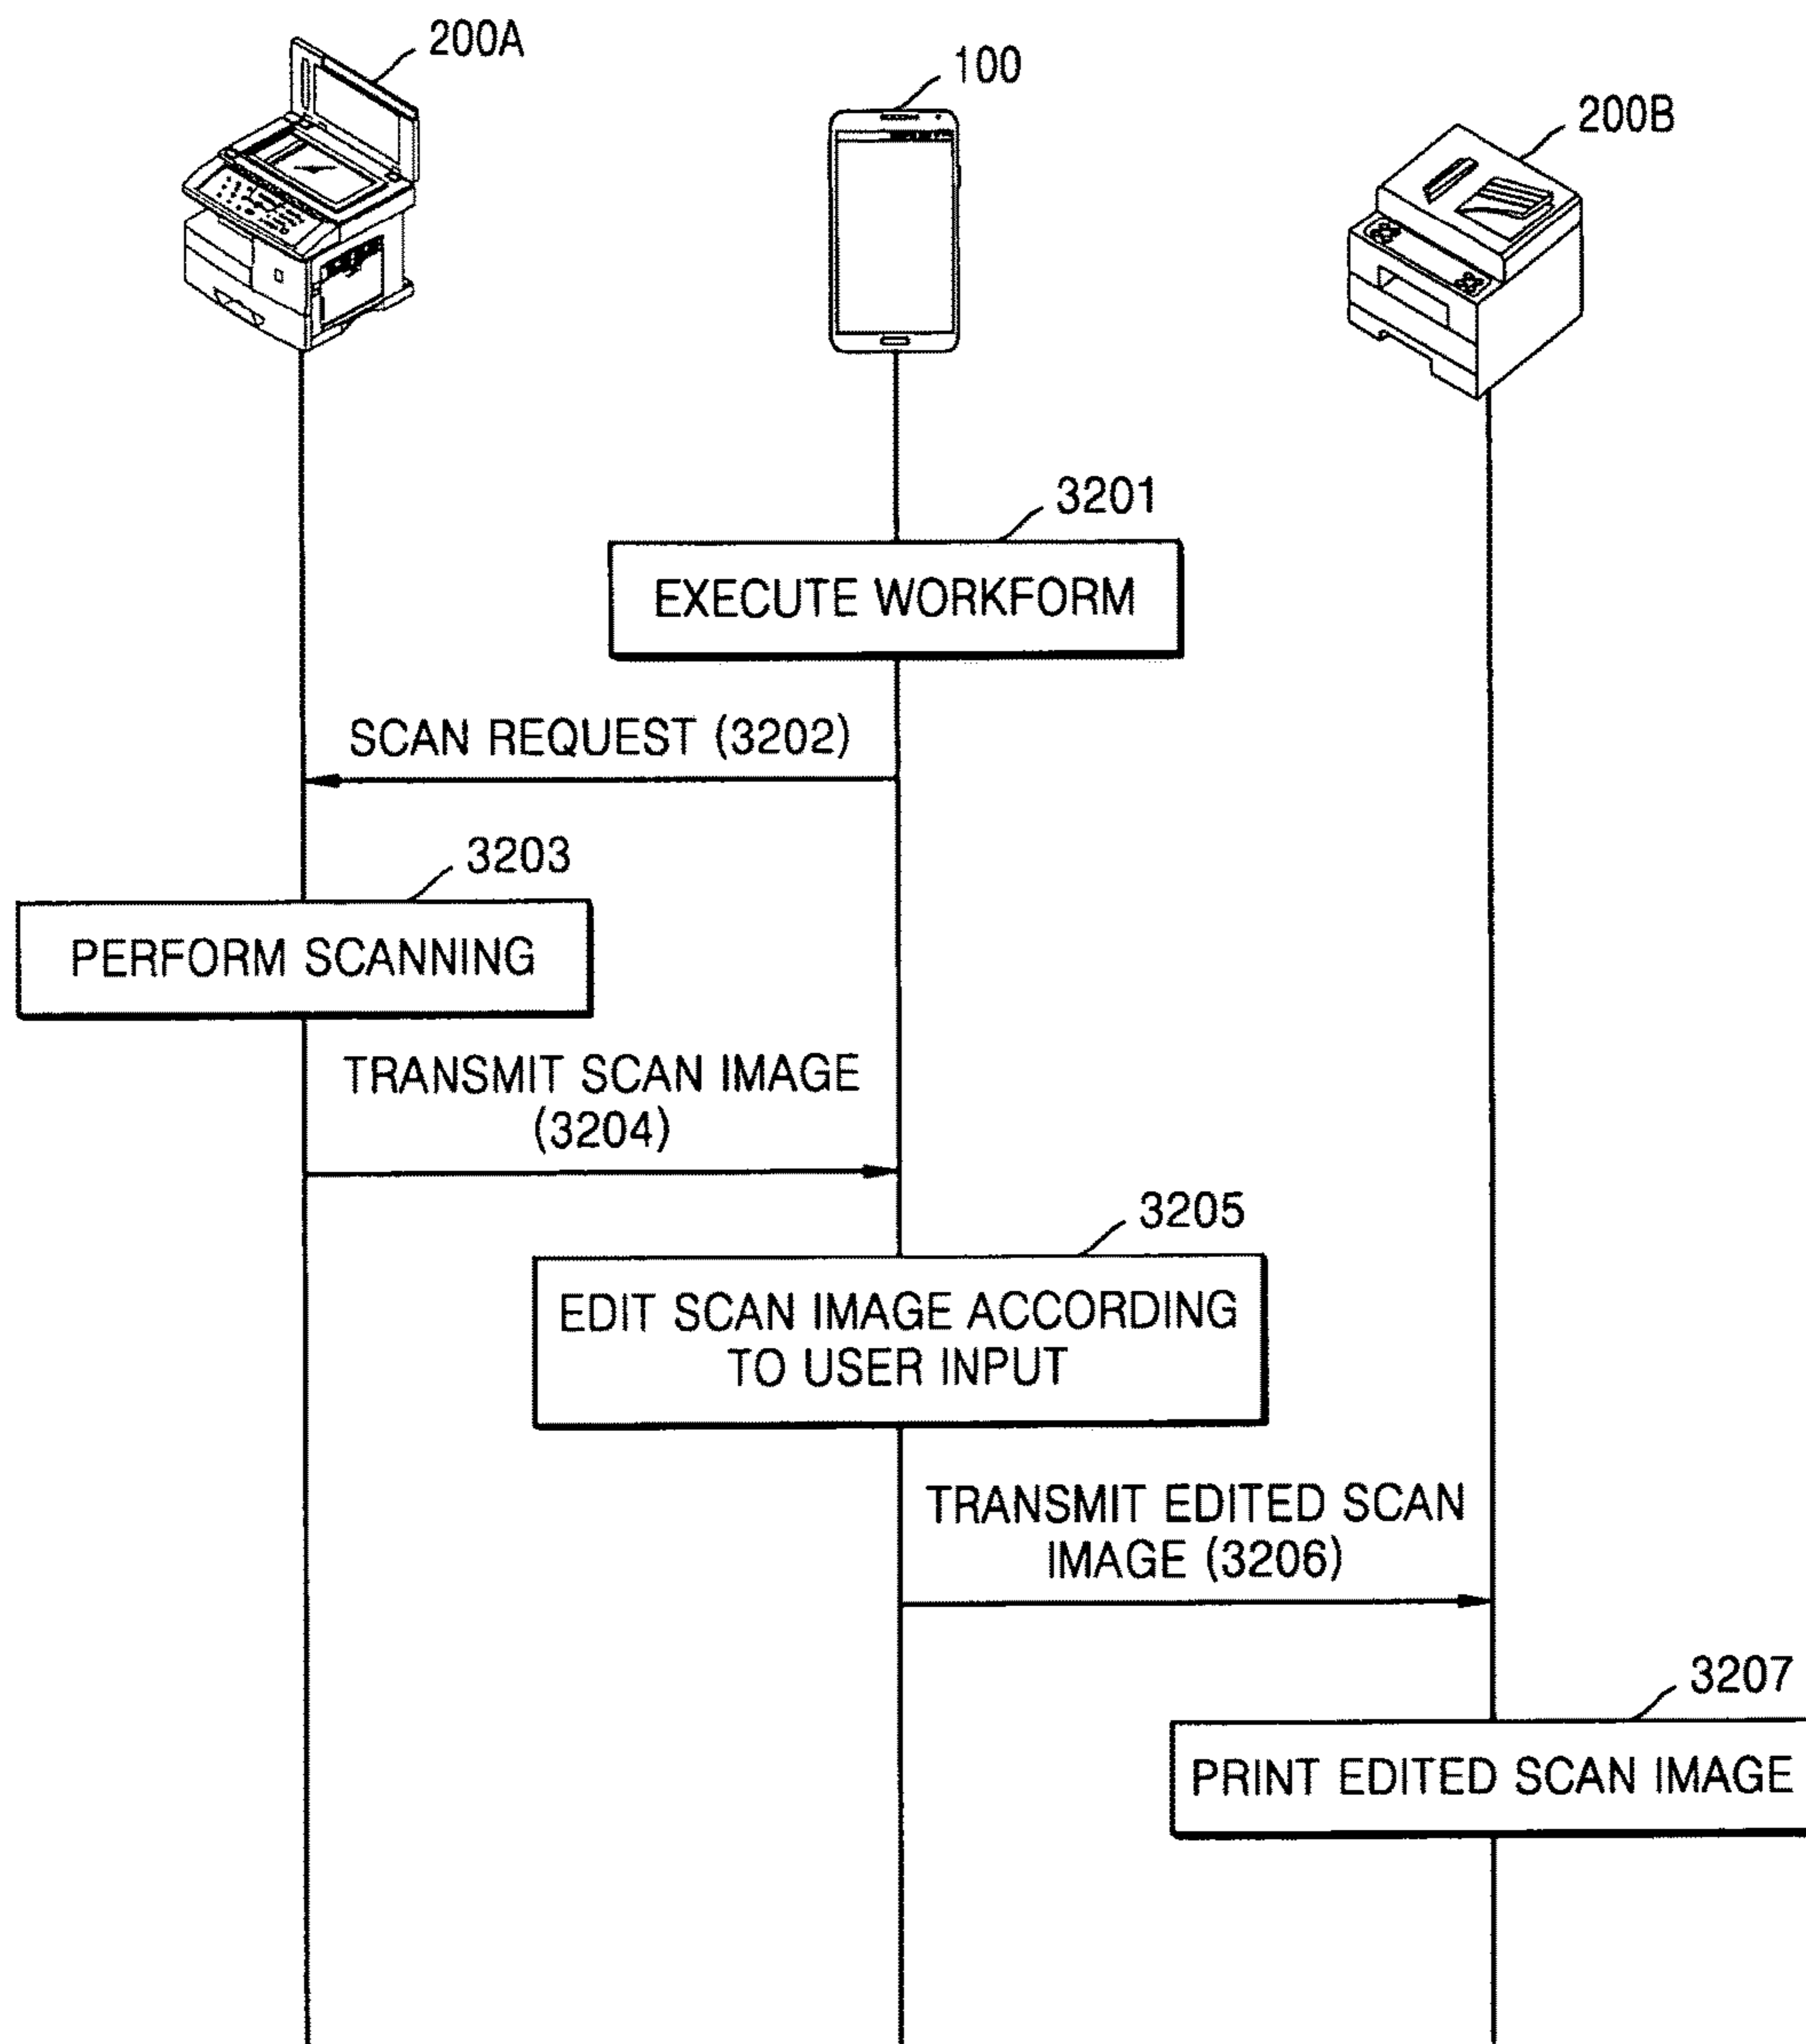 200A
100
200B
3201
EXECUTE WORKFORM
SCAN REQUEST (3202)
3203
PERFORM SCANNING
TRANSMIT SCAN IMAGE
(3204)
3205
EDIT SCAN IMAGE ACCORDING
TO USER INPUT
TRANSMIT EDITED SCAN
IMAGE (3206)
3207
PRINT EDITED SCAN IMAGE